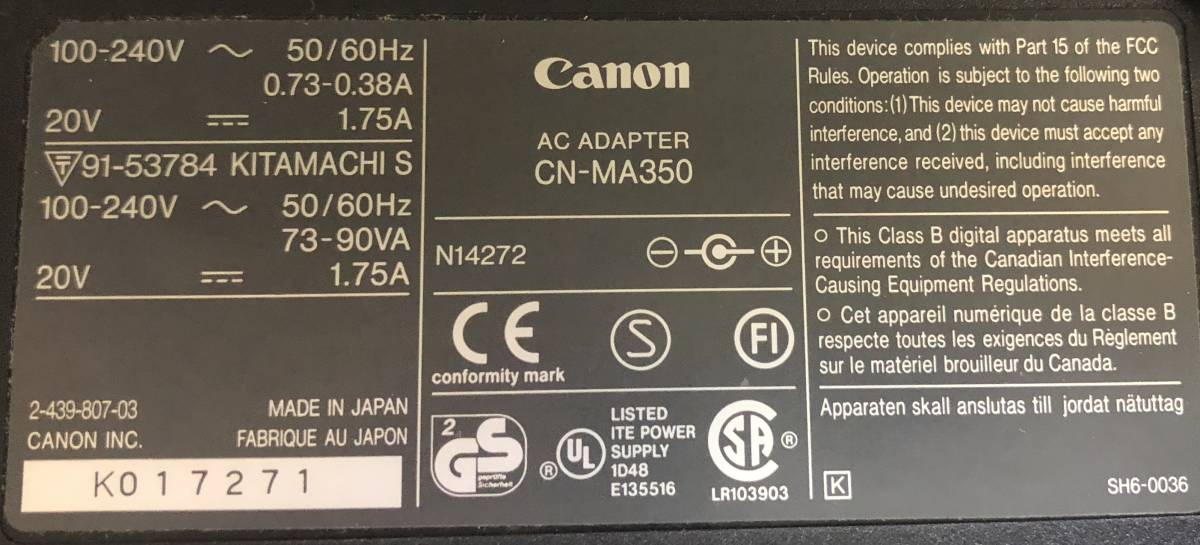 100-240V ～ 50/60Hz
0.73-0.38A
20V ⎓ 1.75A
91-53784 KITAMACHI S
100-240V ～ 50/60Hz
73-90VA
20V ⎓ 1.75A
2-439-807-03 MADE IN JAPAN
CANON INC. FABRIQUE AU JAPON
K017271
Canon
AC ADAPTER
CN-MA350
N14272
CE S FI
conformity mark
2 GS
geprüfte
Sicherheit
® UL
LISTED
ITE POWER
SUPPLY
1D48
E135516
SA ®
LR103903
This device complies with Part 15 of the FCC
Rules. Operation is subject to the following two
conditions:(1)This device may not cause harmful
interference, and (2) this device must accept any
interference received, including interference
that may cause undesired operation.
○ This Class B digital apparatus meets all
requirements of the Canadian Interference-
Causing Equipment Regulations.
○ Cet appareil numérique de la classe B
respecte toutes les exigences du Règlement
sur le matériel brouilleur du Canada.
Apparaten skall anslutas till jordat nätuttag
K SH6-0036